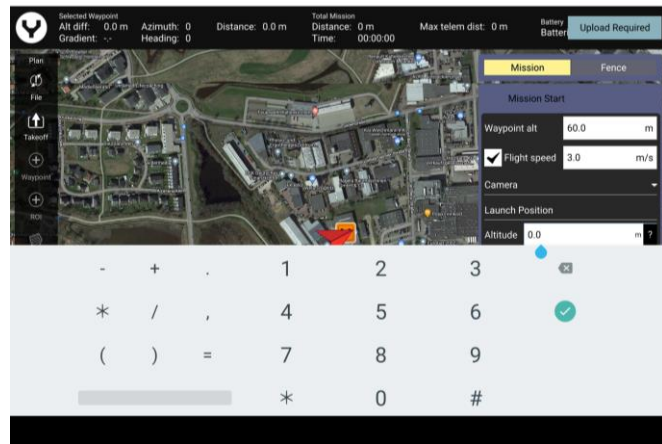 Selected Waypoint
Alt diff: 0.0 m Azimuth: 0 Distance: 0.0 m
Gradient: -.- Heading: 0
Total Mission
Distance: 0 m Max telem dist: 0 m
Time: 00:00:00
Battery
Batter
Upload Required
Plan
File
Takeoff
Waypoint
ROI
Mission Fence
Mission Start
Waypoint alt 60.0 m
Flight speed 3.0 m/s
Camera
Launch Position
Altitude 0.0 m ?
- + . 1 2 3
* / , 4 5 6
( ) = 7 8 9
* 0 #